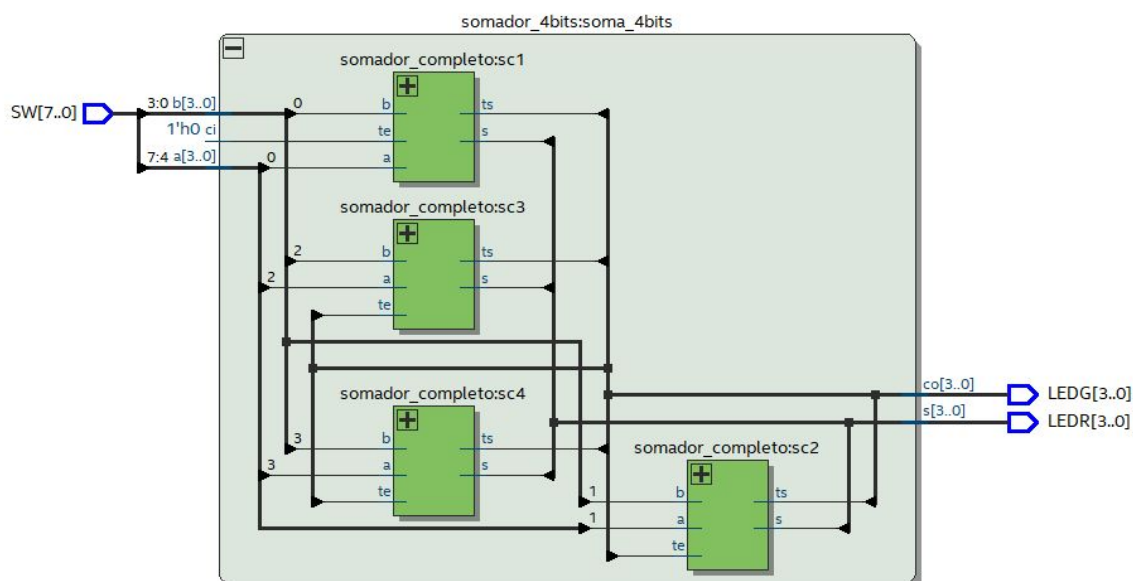 somador_4bits:soma_4bits
somador_completo:sc1
SW[7..0]
3:0 b[3..0]
0
b
ts
1'h0 ci
te
s
7:4 a[3..0]
0
a
somador_completo:sc3
2
b
ts
2
a
s
te
somador_completo:sc4
co[3..0]
LEDG[3..0]
s[3..0]
LEDR[3..0]
3
b
ts
somador_completo:sc2
3
a
s
te
1
b
ts
1
a
s
te